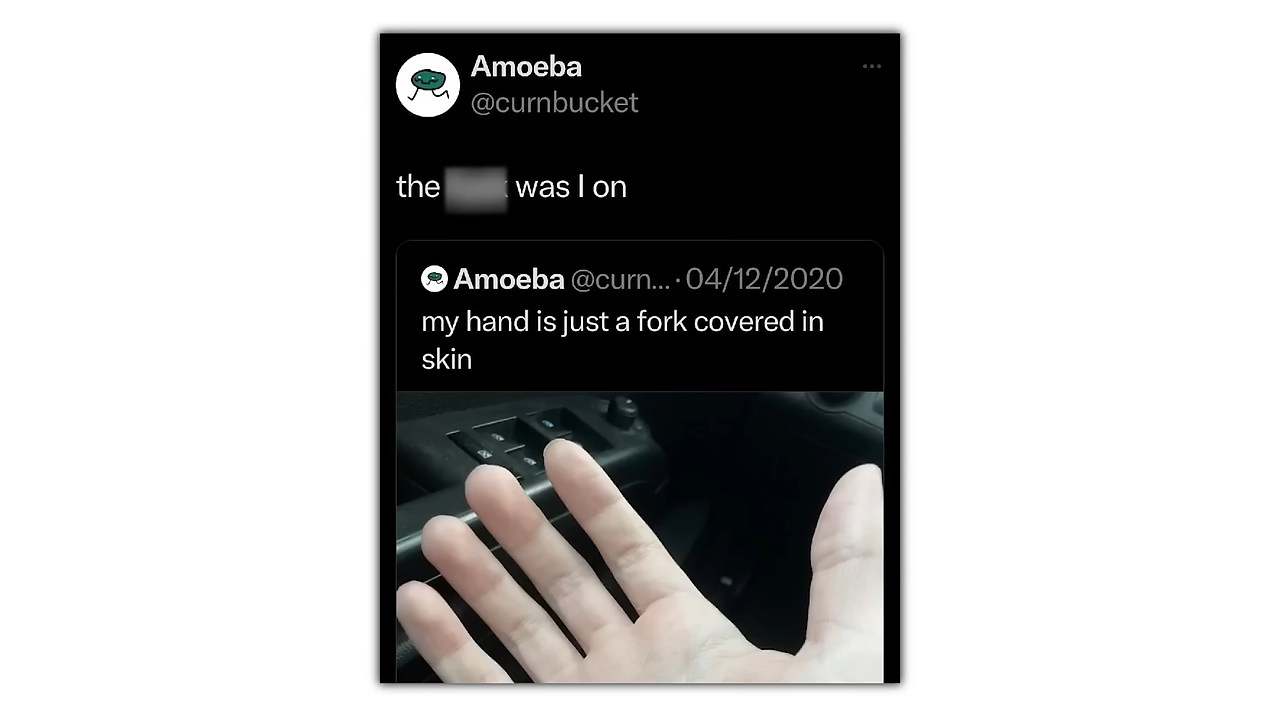 Amoeba
@curnbucket
the was I on
Amoeba @curn... · 04/12/2020
my hand is just a fork covered in
skin